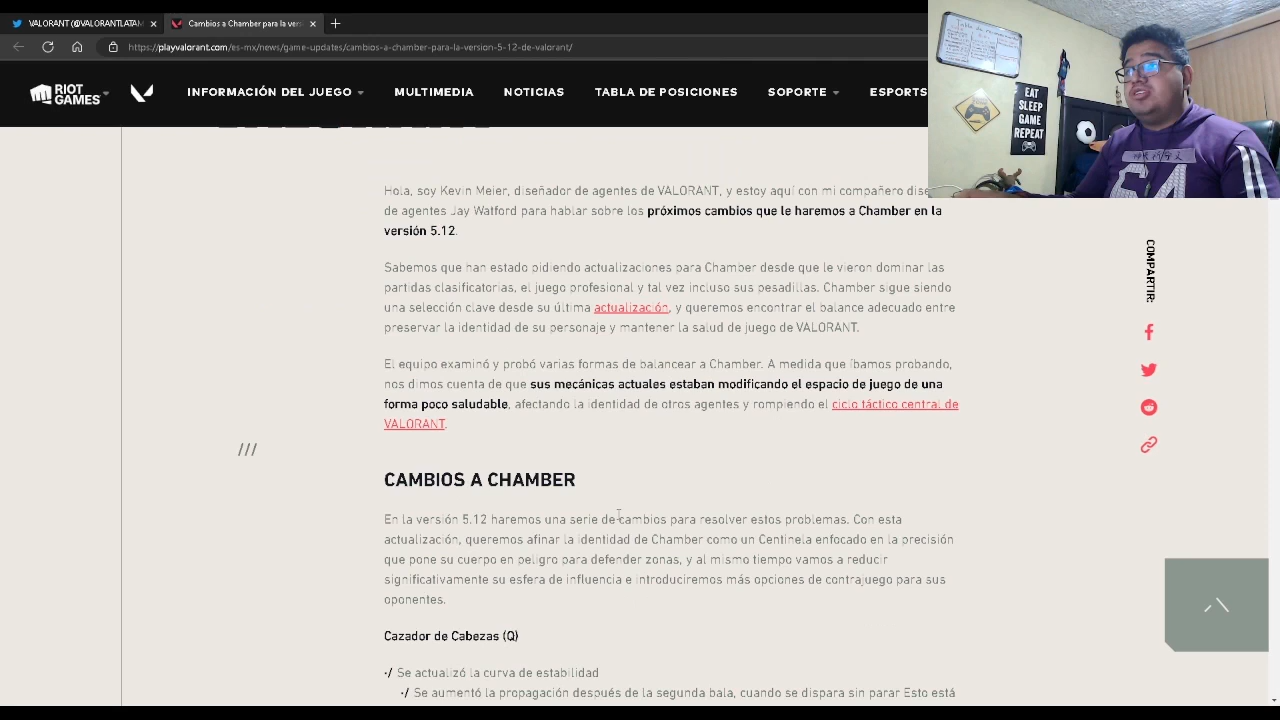 VALORANT (@VALORANTLATAM
Cambios a Chamber para la vers
https://playvalorant.com/es-mx/news/game-updates/cambios-a-chamber-para-la-version-5-12-de-valorant/
RIOT GAMES
INFORMACIÓN DEL JUEGO
MULTIMEDIA
NOTICIAS
TABLA DE POSICIONES
SOPORTE
ESPORTS
EAT
SLEEP
GAME
REPEAT
64
Hola, soy Kevin Meier, diseñador de agentes de VALORANT, y estoy aquí con mi compañero dise
de agentes Jay Watford para hablar sobre los próximos cambios que le haremos a Chamber en la
versión 5.12.
Sabemos que han estado pidiendo actualizaciones para Chamber desde que le vieron dominar las
partidas clasificatorias, el juego profesional y tal vez incluso sus pesadillas. Chamber sigue siendo
una selección clave desde su última actualización, y queremos encontrar el balance adecuado entre
preservar la identidad de su personaje y mantener la salud de juego de VALORANT.
El equipo examinó y probó varias formas de balancear a Chamber. A medida que íbamos probando,
nos dimos cuenta de que sus mecánicas actuales estaban modificando el espacio de juego de una
forma poco saludable, afectando la identidad de otros agentes y rompiendo el ciclo táctico central de
VALORANT.
///
CAMBIOS A CHAMBER
En la versión 5.12 haremos una serie de cambios para resolver estos problemas. Con esta
actualización, queremos afinar la identidad de Chamber como un Centinela enfocado en la precisión
que pone su cuerpo en peligro para defender zonas, y al mismo tiempo vamos a reducir
significativamente su esfera de influencia e introduciremos más opciones de contrajuego para sus
oponentes.
Cazador de Cabezas (Q)
·/ Se actualizó la curva de estabilidad
·/ Se aumentó la propagación después de la segunda bala, cuando se dispara sin parar Esto está
COMPARTIR: